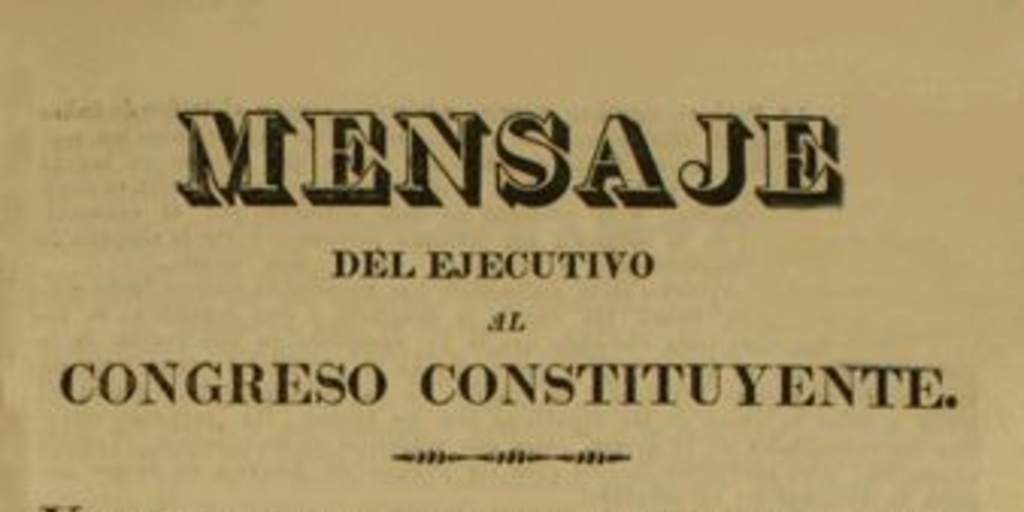 MENSAJE
DEL EJECUTIVO
AL
CONGRESO CONSTITUYENTE.